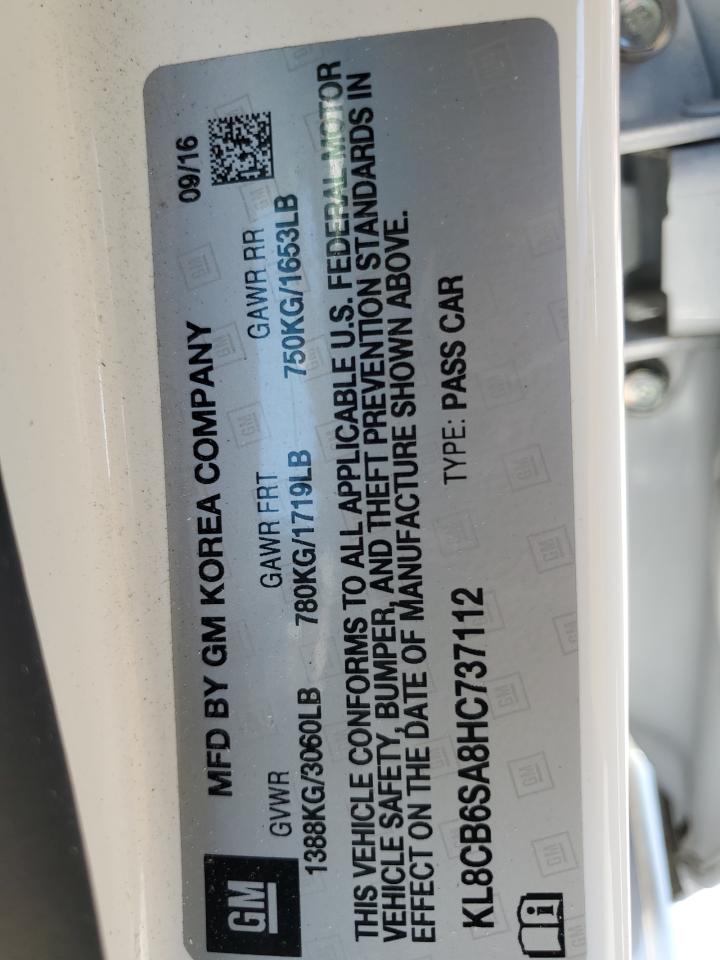 MFD BY GM KOREA COMPANY 09/16
GM
GVWR GAWR FRT GAWR RR
1388KG/3060LB 780KG/1719LB 750KG/1653LB
THIS VEHICLE CONFORMS TO ALL APPLICABLE U.S. FEDERAL MOTOR
VEHICLE SAFETY, BUMPER, AND THEFT PREVENTION STANDARDS IN
EFFECT ON THE DATE OF MANUFACTURE SHOWN ABOVE.
KL8CB6SA8HC737112 TYPE: PASS CAR